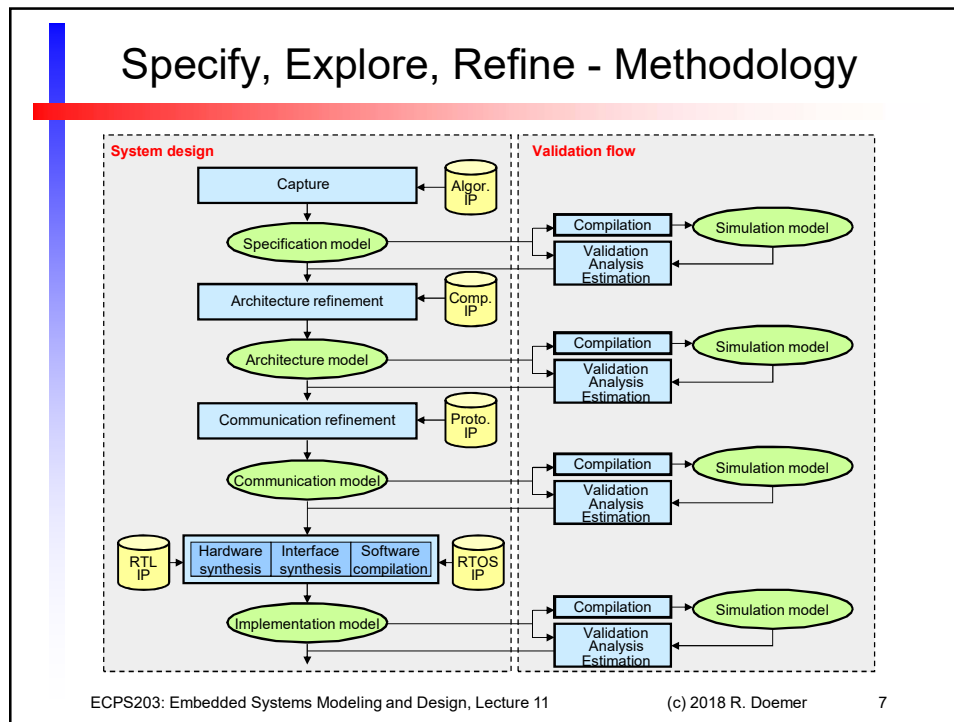 Specify, Explore, Refine - Methodology
System design
Validation flow
Capture
Algor.
IP
Specification model
Compilation
Simulation model
Validation
Analysis
Estimation
Architecture refinement
Comp.
IP
Architecture model
Compilation
Simulation model
Validation
Analysis
Estimation
Communication refinement
Proto.
IP
Communication model
Compilation
Simulation model
Validation
Analysis
Estimation
RTL
IP
Hardware
synthesis
Interface
synthesis
Software
compilation
RTOS
IP
Implementation model
Compilation
Simulation model
Validation
Analysis
Estimation
ECPS203: Embedded Systems Modeling and Design, Lecture 11
(c) 2018 R. Doemer
7